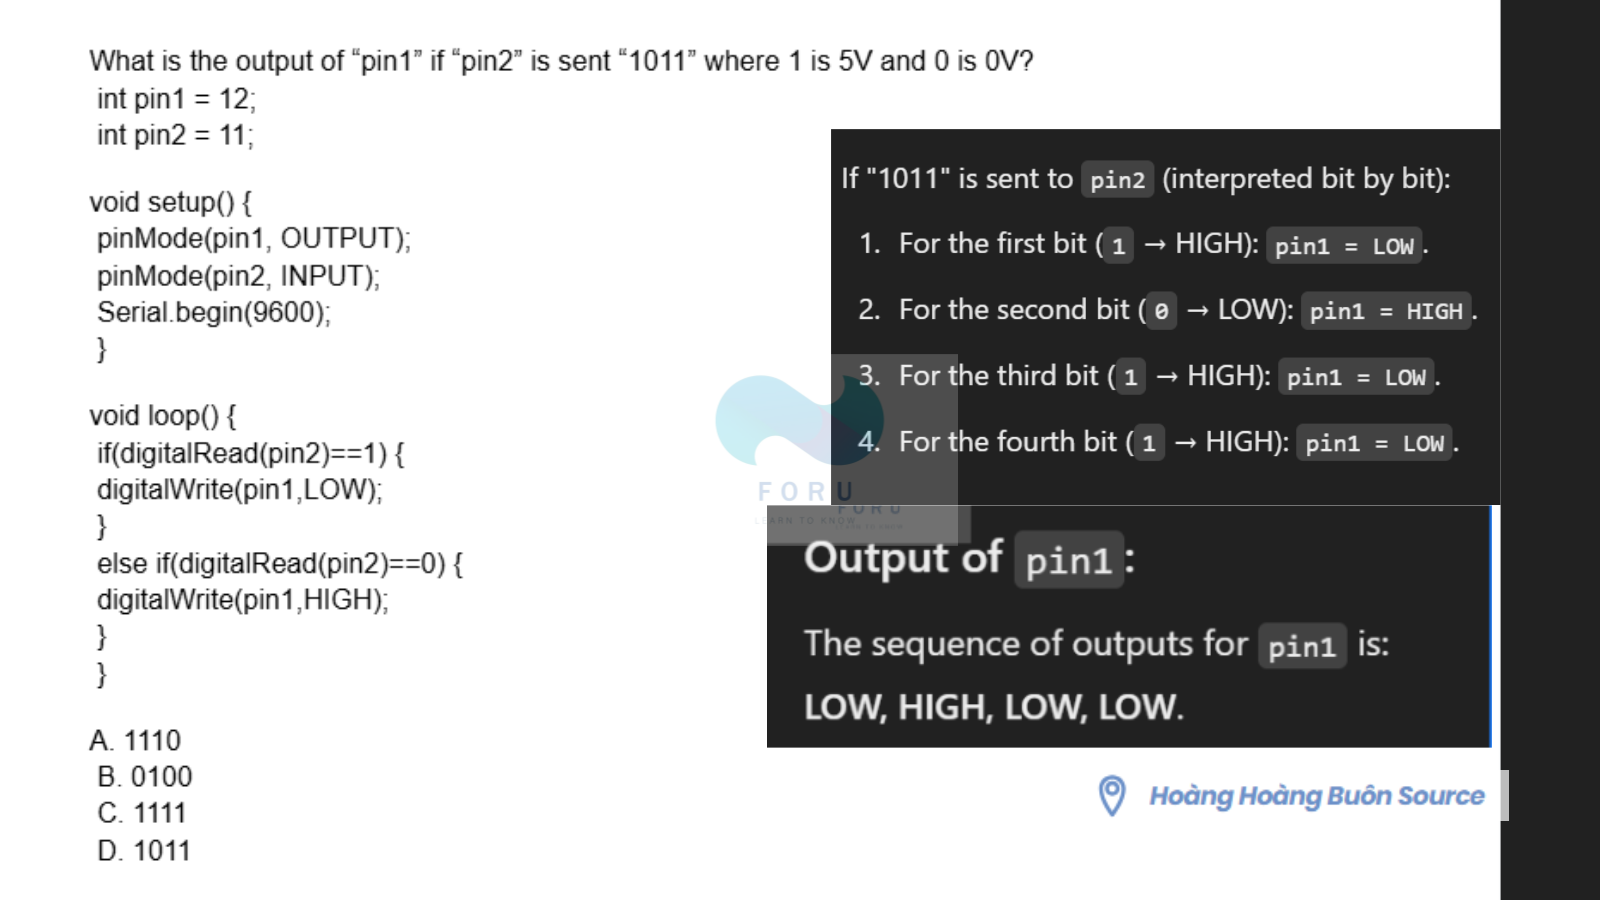 What is the output of “pin1” if “pin2” is sent “1011” where 1 is 5V and 0 is 0V?
int pin1 = 12;
int pin2 = 11;
void setup() {
pinMode(pin1, OUTPUT);
pinMode(pin2, INPUT);
Serial.begin(9600);
}
void loop() {
if(digitalRead(pin2)==1) {
digitalWrite(pin1,LOW);
}
else if(digitalRead(pin2)==0) {
digitalWrite(pin1,HIGH);
}
}
A. 1110
B. 0100
C. 1111
D. 1011
If "1011" is sent to pin2 (interpreted bit by bit):
1. For the first bit ( 1 → HIGH): pin1 = LOW .
2. For the second bit ( 0 → LOW): pin1 = HIGH .
3. For the third bit ( 1 → HIGH): pin1 = LOW .
4. For the fourth bit ( 1 → HIGH): pin1 = LOW .
FORU
FORU
LEARN TO KNOW
Output of pin1 :
The sequence of outputs for pin1 is:
LOW, HIGH, LOW, LOW.
Hoàng Hoàng Buôn Source